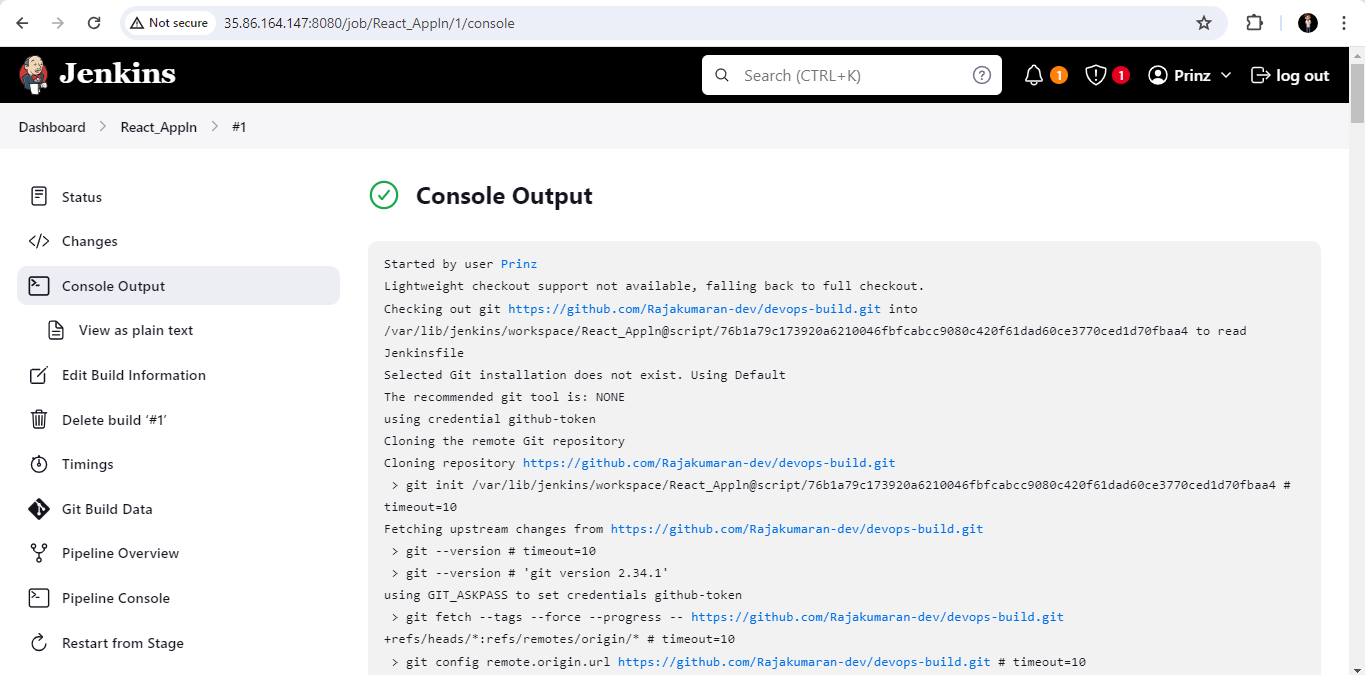 Not secure 35.86.164.147:8080/job/React_Appln/1/console
Jenkins
Search (CTRL+K)
?
1
1
Prinz
log out
Dashboard > React_Appln > #1
Status
Changes
Console Output
View as plain text
Edit Build Information
Delete build ‘#1’
Timings
Git Build Data
Pipeline Overview
Pipeline Console
Restart from Stage
Console Output
Started by user Prinz
Lightweight checkout support not available, falling back to full checkout.
Checking out git https://github.com/Rajakumaran-dev/devops-build.git into
/var/lib/jenkins/workspace/React_Appln@script/76b1a79c173920a6210046fbfcabcc9080c420f61dad60ce3770ced1d70fbaa4 to read
Jenkinsfile
Selected Git installation does not exist. Using Default
The recommended git tool is: NONE
using credential github-token
Cloning the remote Git repository
Cloning repository https://github.com/Rajakumaran-dev/devops-build.git
> git init /var/lib/jenkins/workspace/React_Appln@script/76b1a79c173920a6210046fbfcabcc9080c420f61dad60ce3770ced1d70fbaa4 #
timeout=10
Fetching upstream changes from https://github.com/Rajakumaran-dev/devops-build.git
> git --version # timeout=10
> git --version # 'git version 2.34.1'
using GIT_ASKPASS to set credentials github-token
> git fetch --tags --force --progress -- https://github.com/Rajakumaran-dev/devops-build.git
+refs/heads/*:refs/remotes/origin/* # timeout=10
> git config remote.origin.url https://github.com/Rajakumaran-dev/devops-build.git # timeout=10